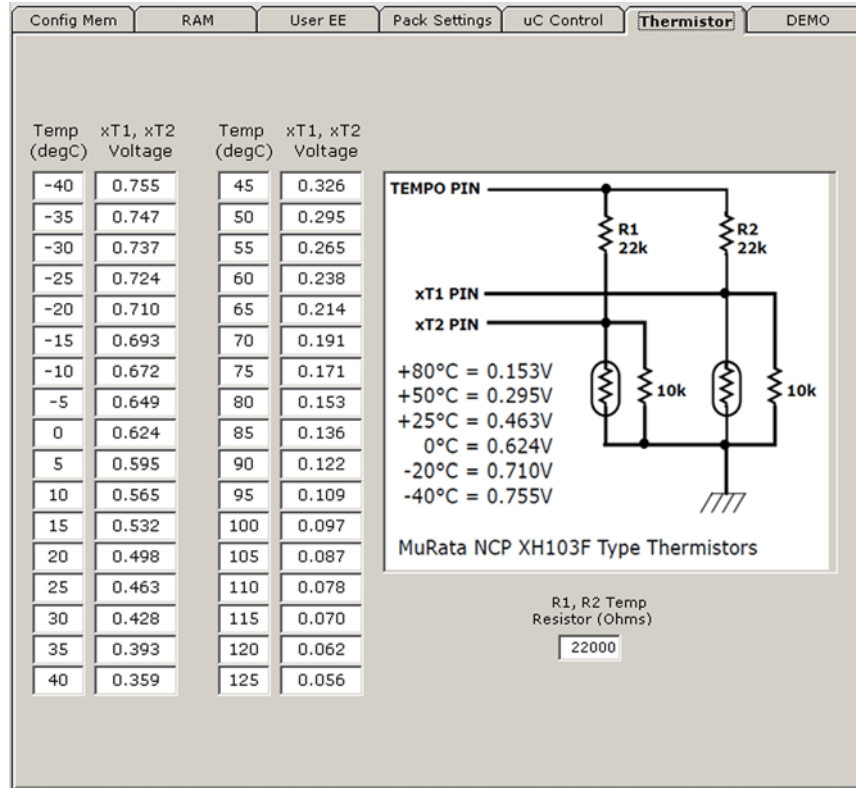 Config Mem RAM User EE Pack Settings uC Control Thermistor DEMO
Temp xT1, xT2 Temp xT1, xT2
(degC) Voltage (degC) Voltage
-40 0.755 45 0.326
-35 0.747 50 0.295
-30 0.737 55 0.265
-25 0.724 60 0.238
-20 0.710 65 0.214
-15 0.693 70 0.191
-10 0.672 75 0.171
-5 0.649 80 0.153
0 0.624 85 0.136
5 0.595 90 0.122
10 0.565 95 0.109
15 0.532 100 0.097
20 0.498 105 0.087
25 0.463 110 0.078
30 0.428 115 0.070
35 0.393 120 0.062
40 0.359 125 0.056
TEMPO PIN
R1 R2
22k 22k
xT1 PIN
xT2 PIN
10k 10k
+80°C = 0.153V
+50°C = 0.295V
+25°C = 0.463V
0°C = 0.624V
-20°C = 0.710V
-40°C = 0.755V
MuRata NCP XH103F Type Thermistors
R1, R2 Temp
Resistor (Ohms)
22000